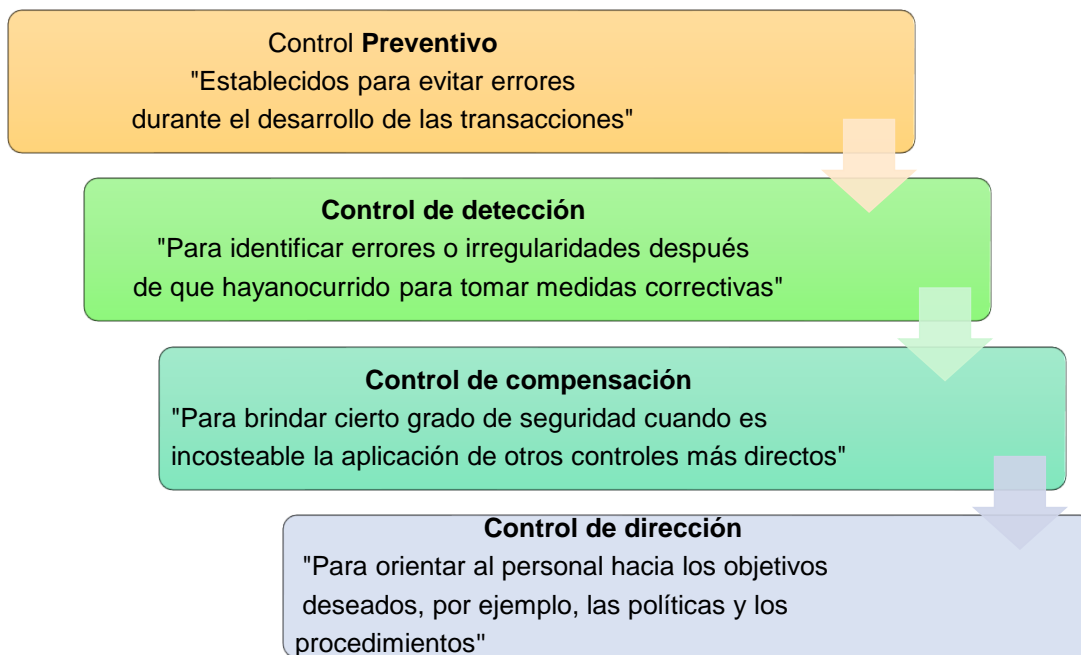 Control Preventivo
"Establecidos para evitar errores
durante el desarrollo de las transacciones"
Control de detección
"Para identificar errores o irregularidades después
de que hayanocurrido para tomar medidas correctivas"
Control de compensación
"Para brindar cierto grado de seguridad cuando es
incosteable la aplicación de otros controles más directos"
Control de dirección
"Para orientar al personal hacia los objetivos
deseados, por ejemplo, las políticas y los
procedimientos"